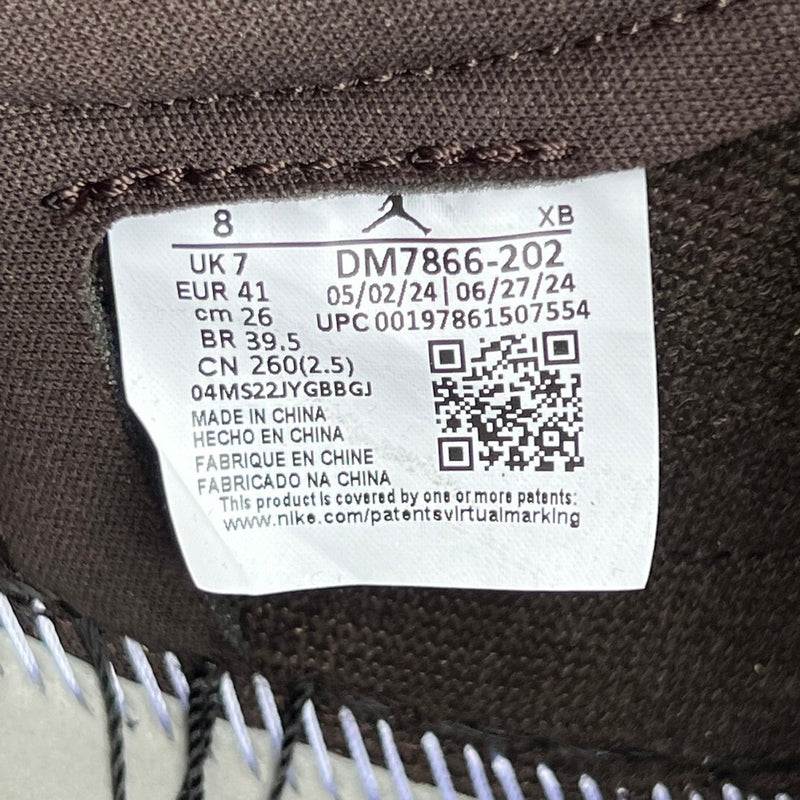 8 XB
UK 7 DM7866-202
EUR 41 05/02/24 | 06/27/24
cm 26 UPC 00197861507554
BR 39.5
CN 260(2.5)
04MS22JYGBBGJ
MADE IN CHINA
HECHO EN CHINA
FABRIQUE EN CHINE
FABRICADO NA CHINA
This product is covered by one or more patents:
www.nike.com/patentsvirtualmarking